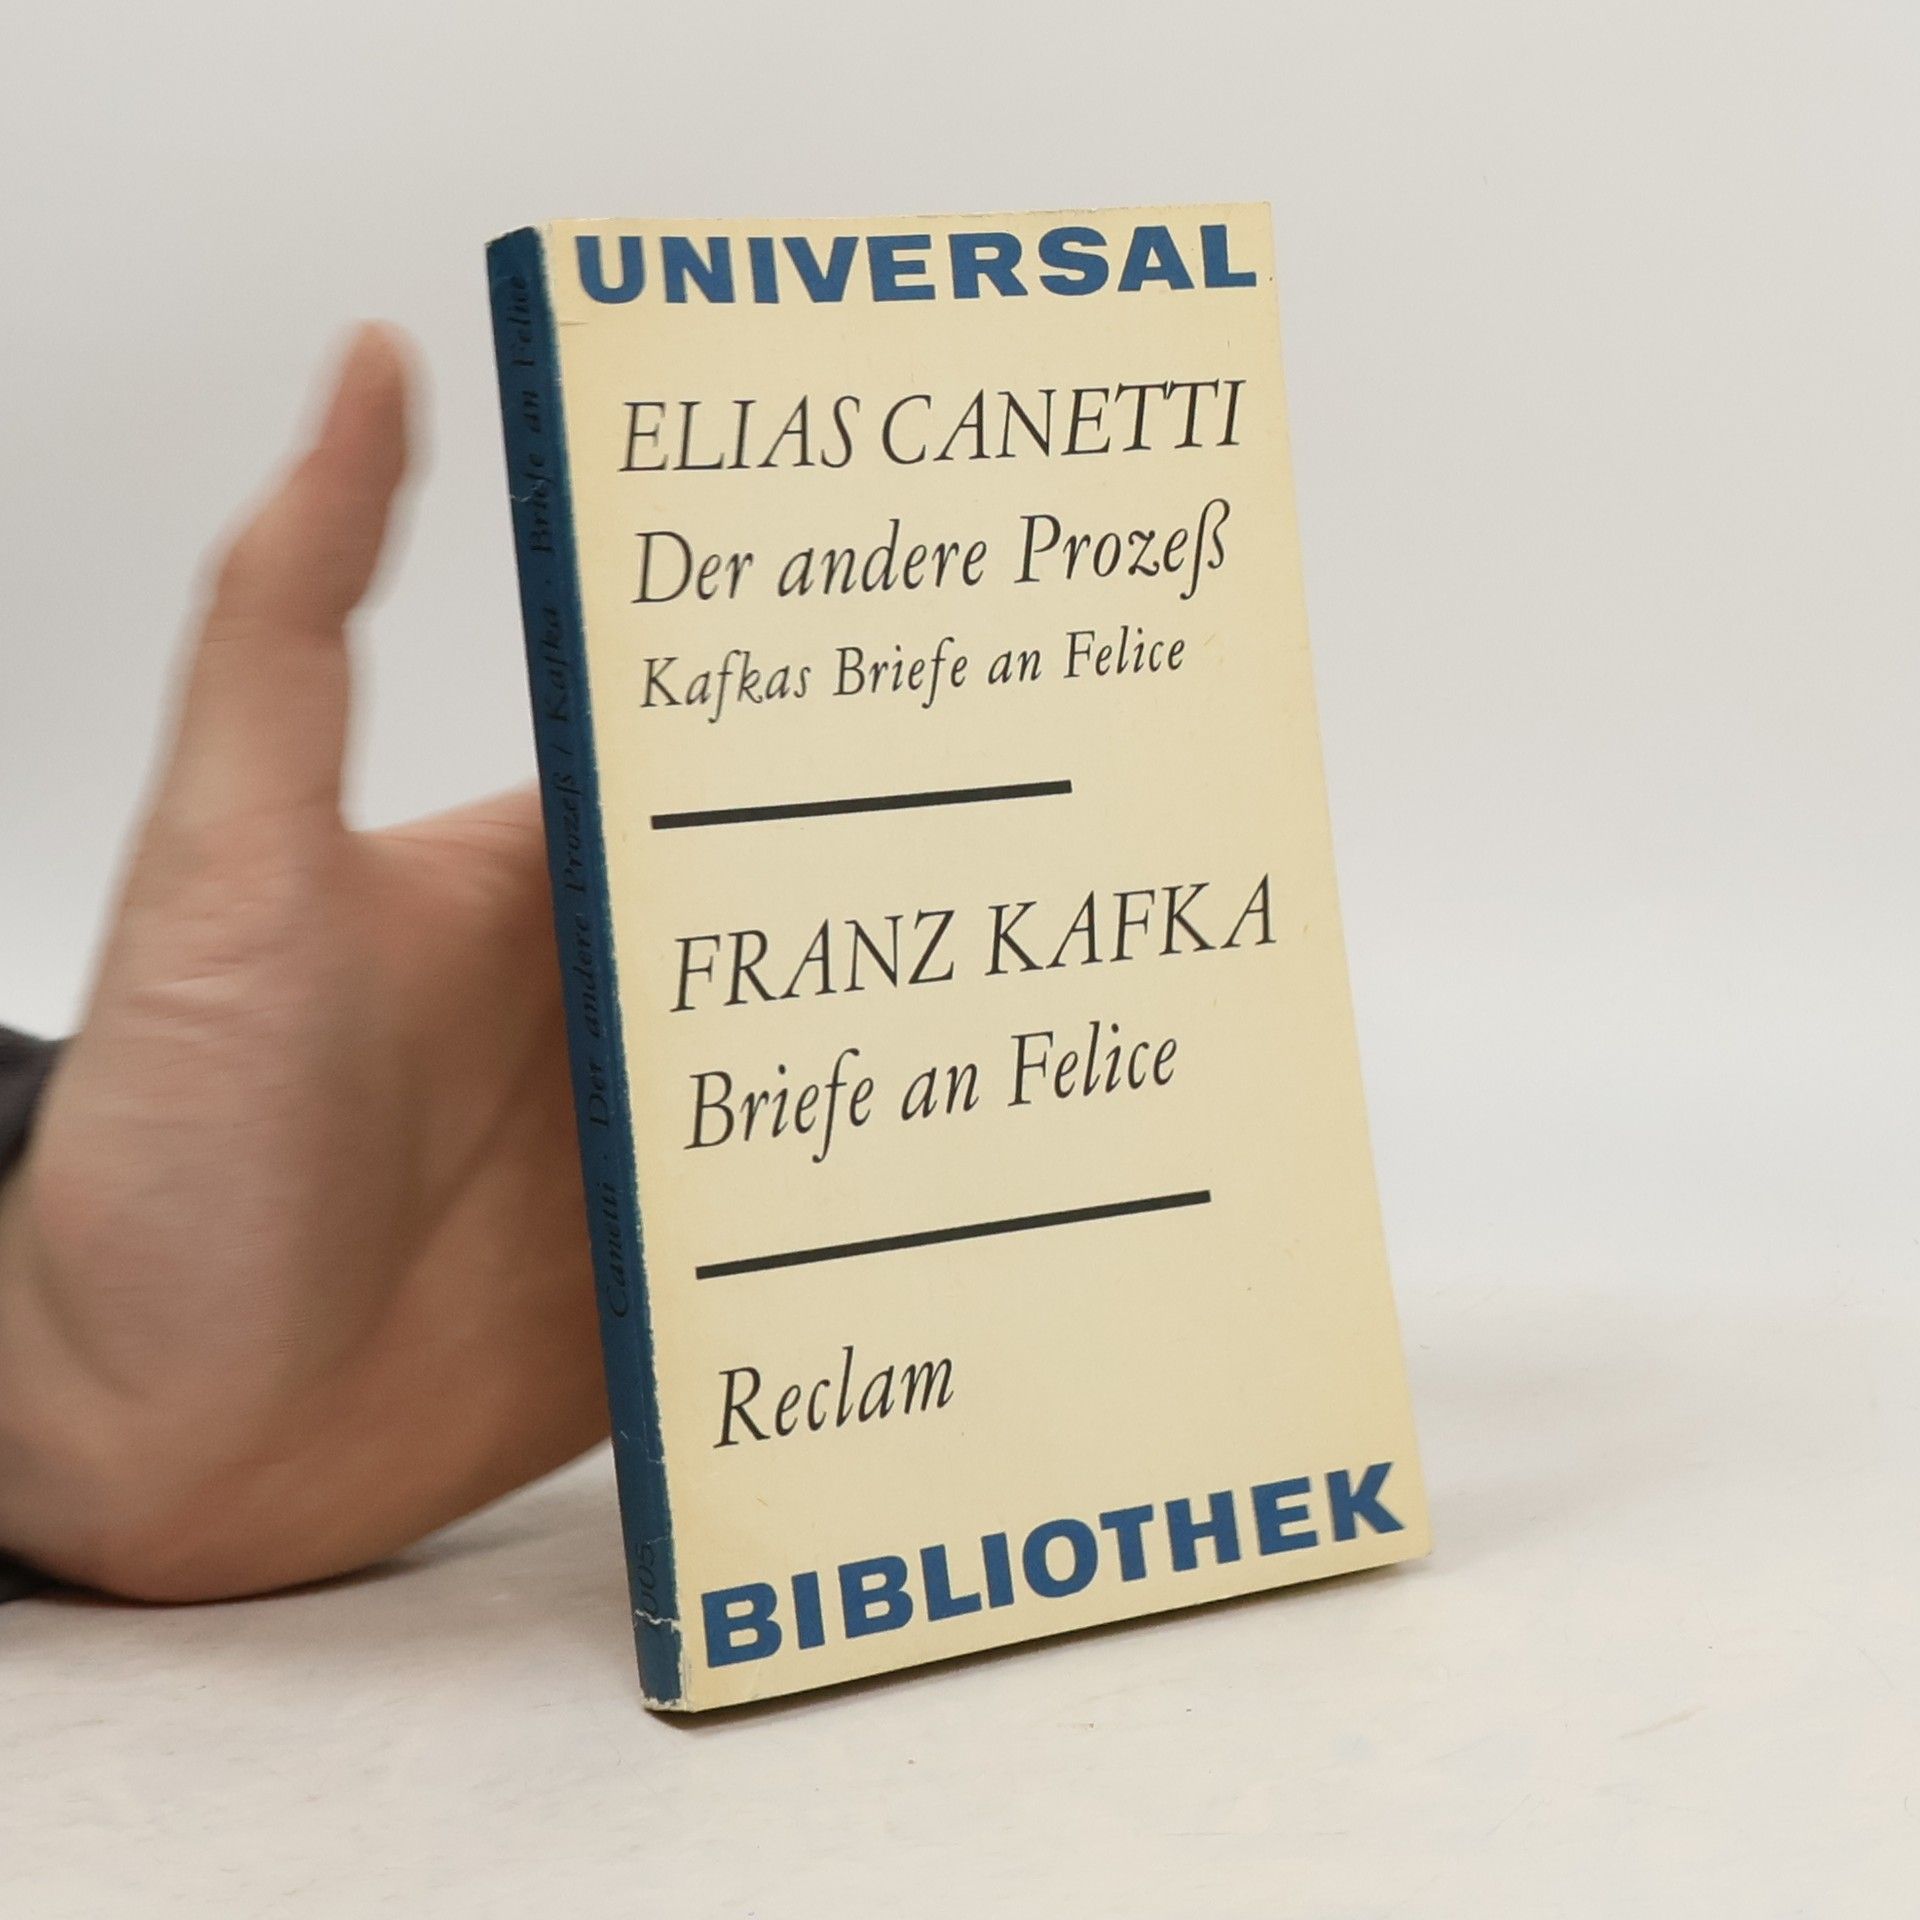 UNIVERSAL
ELIAS CANETTI
Der andere Prozeß
Kafkas Briefe an Felice
FRANZ KAFKA
Briefe an Felice
Reclam
BIBLIOTHEK
Canetti · Der andere Prozeß / Kafka · Briefe an Felice